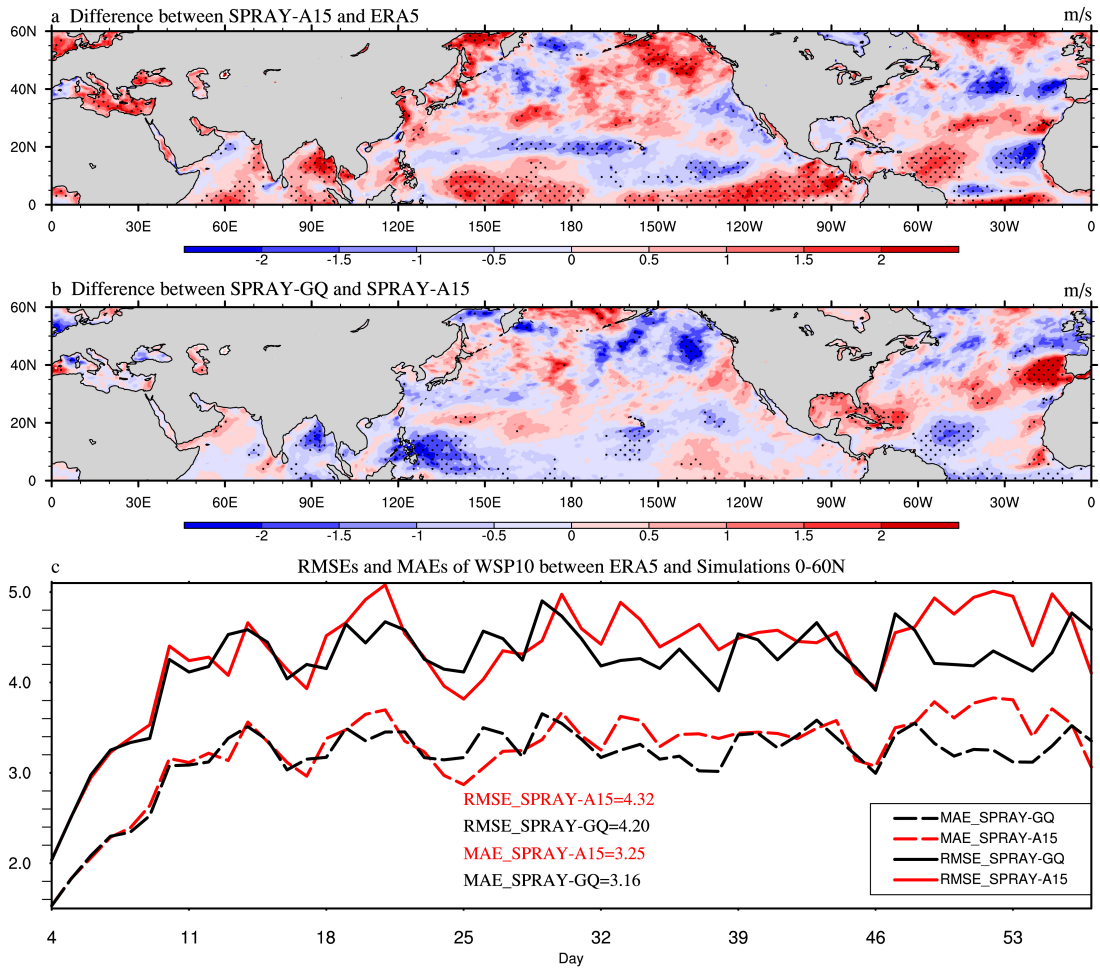 a Difference between SPRAY-A15 and ERA5 m/s
60N
40N
20N
0
0 30E 60E 90E 120E 150E 180 150W 120W 90W 60W 30W 0
-2 -1.5 -1 -0.5 0 0.5 1 1.5 2
b Difference between SPRAY-GQ and SPRAY-A15 m/s
60N
40N
20N
0
0 30E 60E 90E 120E 150E 180 150W 120W 90W 60W 30W 0
-2 -1.5 -1 -0.5 0 0.5 1 1.5 2
c RMSEs and MAEs of WSP10 between ERA5 and Simulations 0-60N
5.0
4.0
3.0
2.0
RMSE_SPRAY-A15=4.32
RMSE_SPRAY-GQ=4.20
MAE_SPRAY-A15=3.25
MAE_SPRAY-GQ=3.16
MAE_SPRAY-GQ
MAE_SPRAY-A15
RMSE_SPRAY-GQ
RMSE_SPRAY-A15
4 11 18 25 32 39 46 53
Day